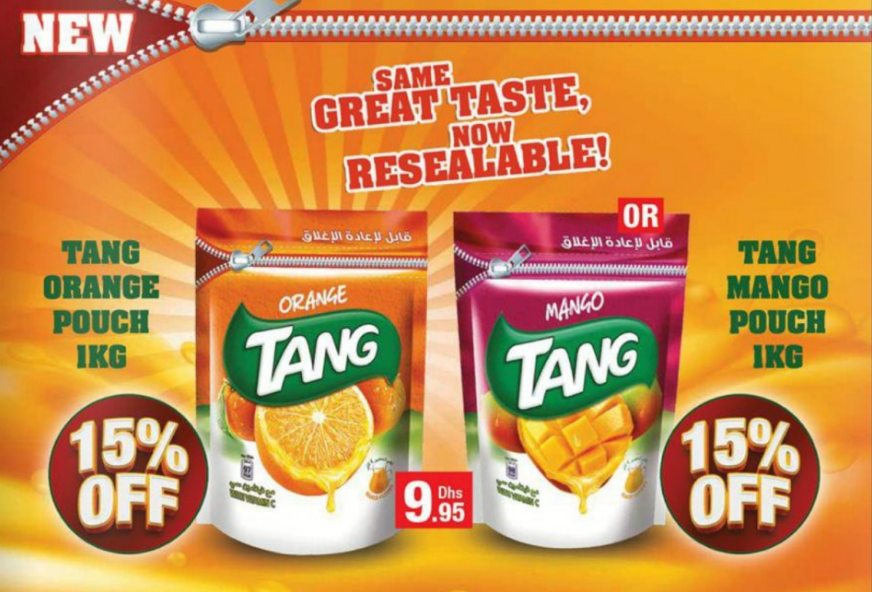 NEW
SAME
GREAT TASTE,
NOW
RESEALABLE!
TANG
ORANGE
POUCH
1KG
15%
OFF
قابل لإعادة الإغلاق
ORANGE
TANG
9.95 Dhs
OR
قابل لإعادة الإغلاق
MANGO
TANG
TANG
MANGO
POUCH
1KG
15%
OFF